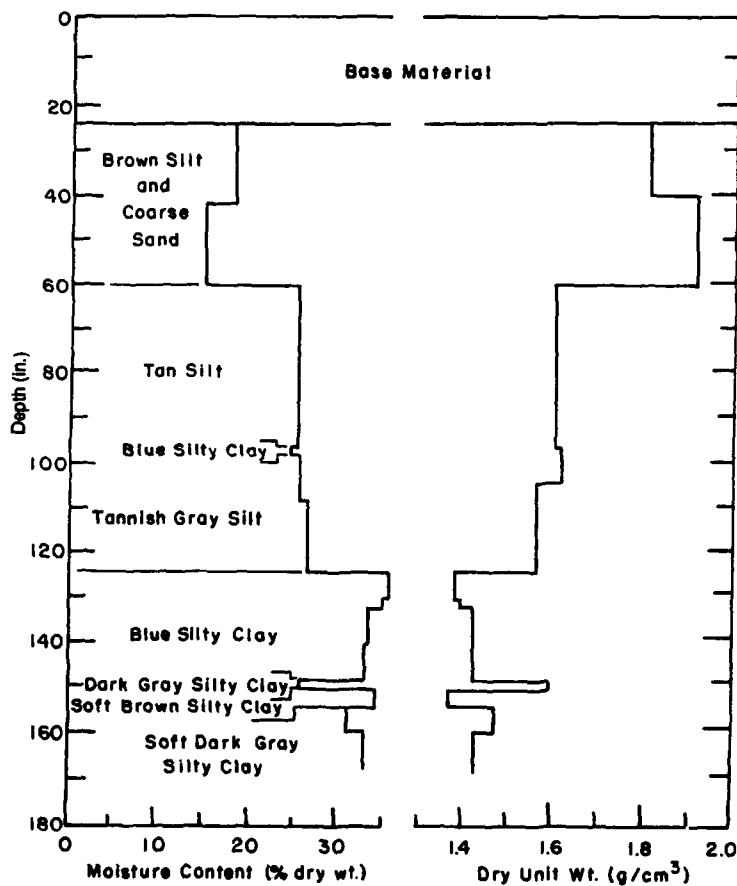 0
Base Material
20
Brown Silt
and
Coarse
Sand
40
60
Tan Silt
80
Depth (in.)
Blue Silty Clay
100
Tannish Gray Silt
120
Blue Silty Clay
140
Dark Gray Silty Clay
Soft Brown Silty Clay
160
Soft Dark Gray
Silty Clay
180
0 10 20 30 1.4 1.6 1.8 2.0
Moisture Content (% dry wt.) Dry Unit Wt. (g/cm³)